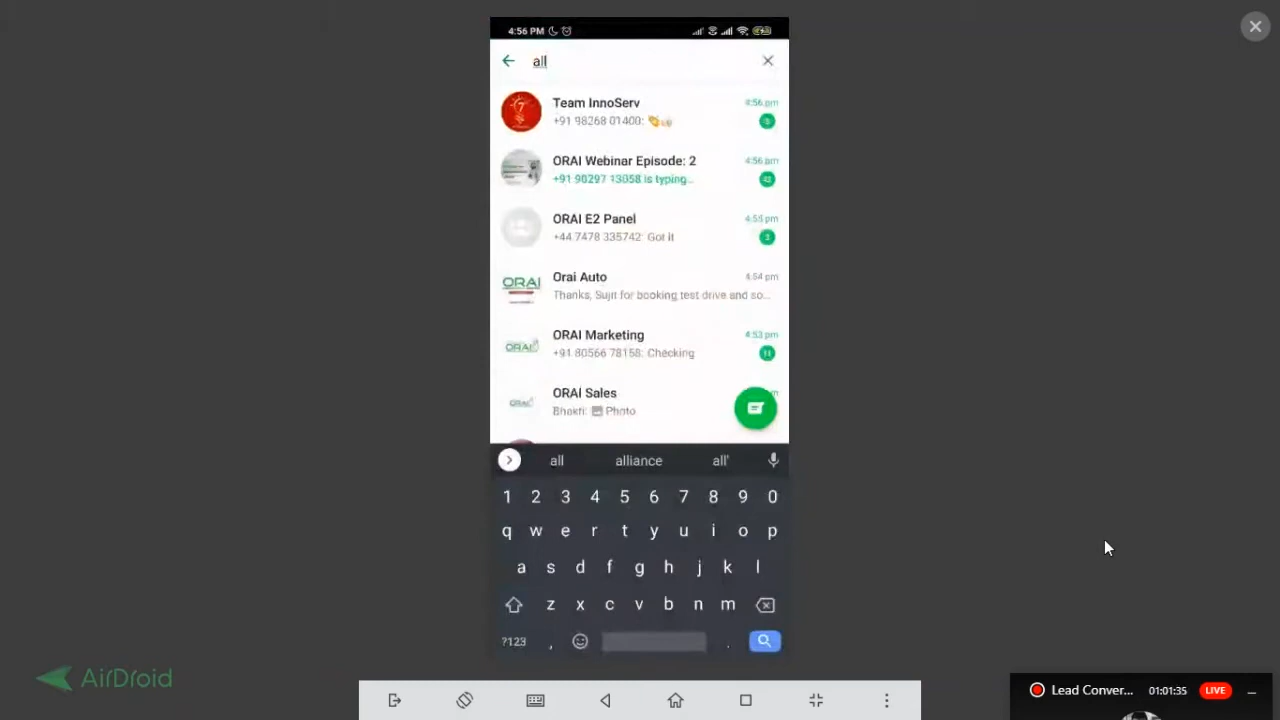 4:56 PM
all
Team InnoServ
4:56 pm
+91 98268 01400:
ORAI Webinar Episode: 2
4:56 pm
+91 90297 13058 is typing...
42
ORAI E2 Panel
4:55 pm
+44 7478 335742: Got it
3
ORAI
Orai Auto
4:54 pm
Thanks, Sujit for booking test drive and so...
ORAI
ORAI Marketing
4:53 pm
+91 80566 78158: Checking
ORAI
ORAI Sales
Bhakti: Photo
all alliance all'
1 2 3 4 5 6 7 8 9 0
q w e r t y u i o p
a s d f g h j k l
z x c v b n m
?123 , .
AirDroid
Lead Conver... 01:01:35 LIVE